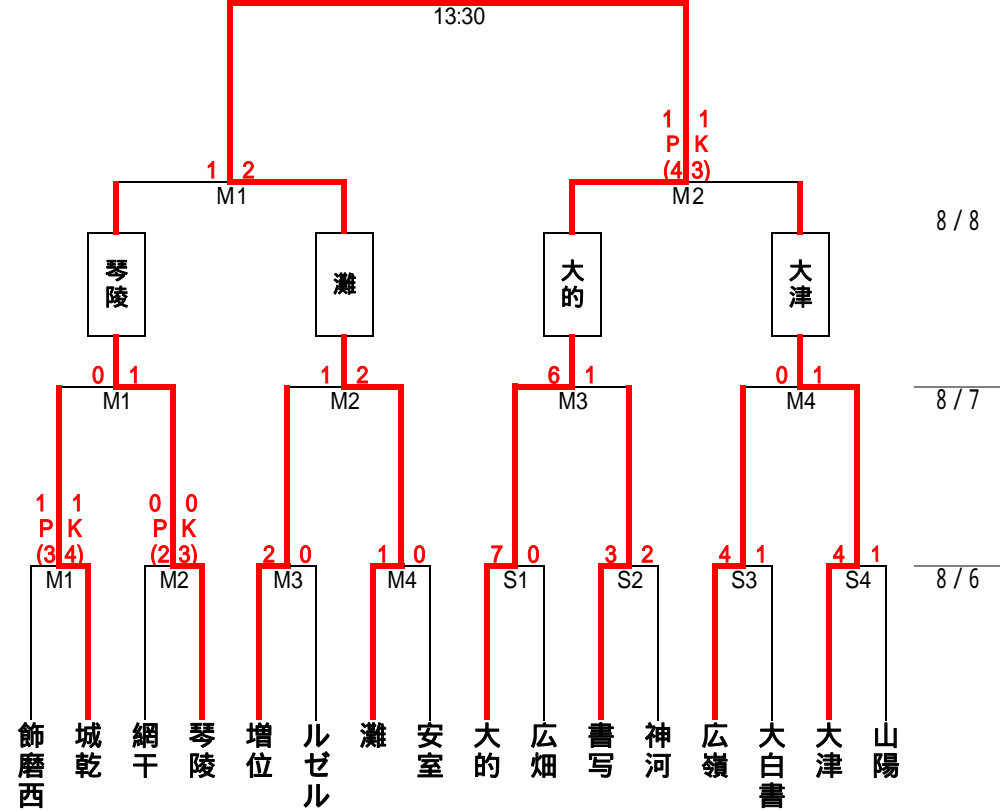 13:30
1 1
P K
(4 3)
1 2
M1
M2
8/8
琴陵
灘
大的
大津
0 1
1 2
6 1
0 1
M1
M2
M3
M4
8/7
1 1
P K
(3 4)
0 0
P K
(2 3)
2 0
1 0
7 0
3 2
4 1
4 1
M1
M2
M3
M4
S1
S2
S3
S4
8/6
飾磨西
城乾
網干
琴陵
増位
ルゼル
灘
安室
大的
広畑
書写
神河
広嶺
大白書
大津
山陽